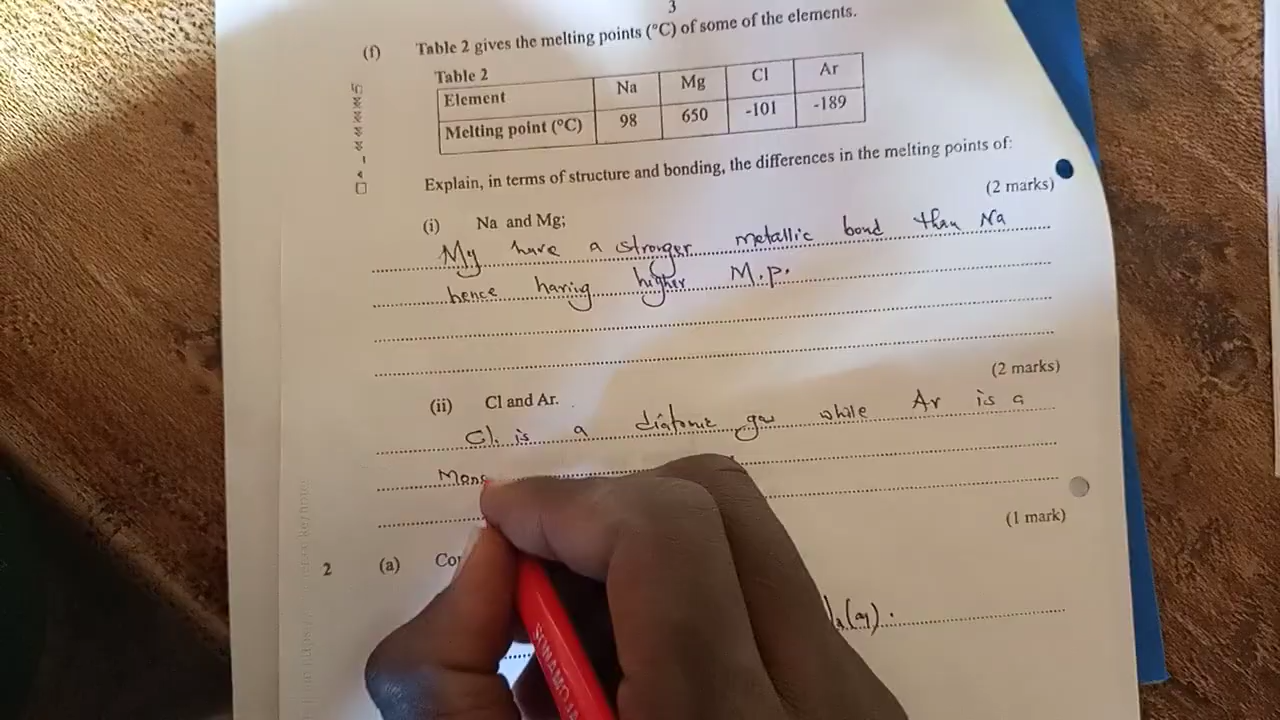 3
(f) Table 2 gives the melting points (°C) of some of the elements.
Table 2
Element Na Mg Cl Ar
Melting point (°C) 98 650 -101 -189
Explain, in terms of structure and bonding, the differences in the melting points of:
(2 marks)
(i) Na and Mg;
Mg have a stronger metallic bond than Na
hence having higher M.p.
(2 marks)
(ii) Cl and Ar.
Cl is a diatomic gas while Ar is a
Mono
(1 mark)
2 (a)
(aq).
SUNAMOJA